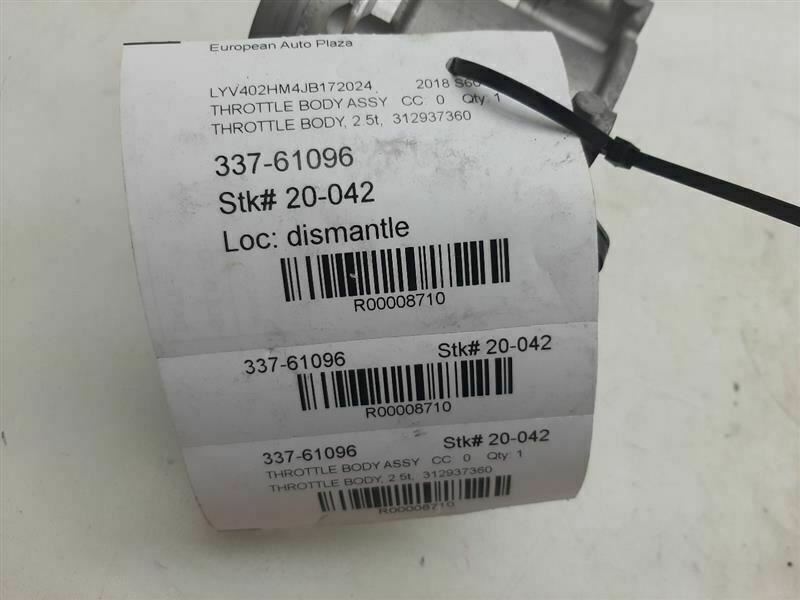 European Auto Plaza
LYV402HM4JB172024 2018 S60
THROTTLE BODY ASSY CC: 0 Qty: 1
THROTTLE BODY, 2.5t, 312937360
337-61096
Stk# 20-042
Loc: dismantle
R00008710
337-61096 Stk# 20-042
R00008710
337-61096 Stk# 20-042
THROTTLE BODY ASSY CC: 0 Qty: 1
THROTTLE BODY, 2.5t, 312937360
R00008710